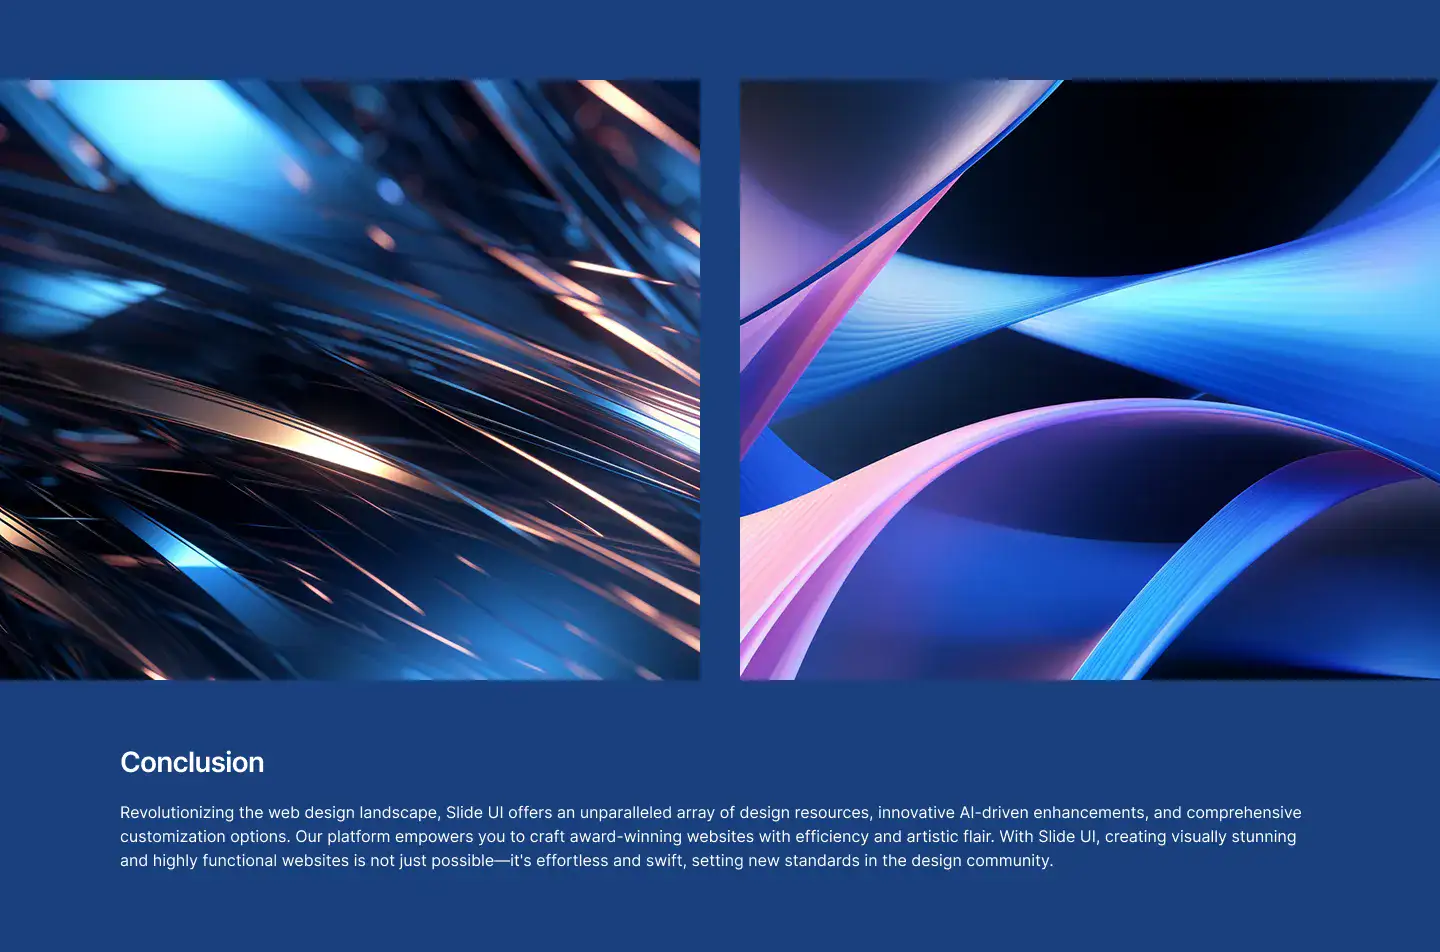 Conclusion
Revolutionizing the web design landscape, Slide UI offers an unparalleled array of design resources, innovative AI-driven enhancements, and comprehensive
customization options. Our platform empowers you to craft award-winning websites with efficiency and artistic flair. With Slide UI, creating visually stunning
and highly functional websites is not just possible—it's effortless and swift, setting new standards in the design community.